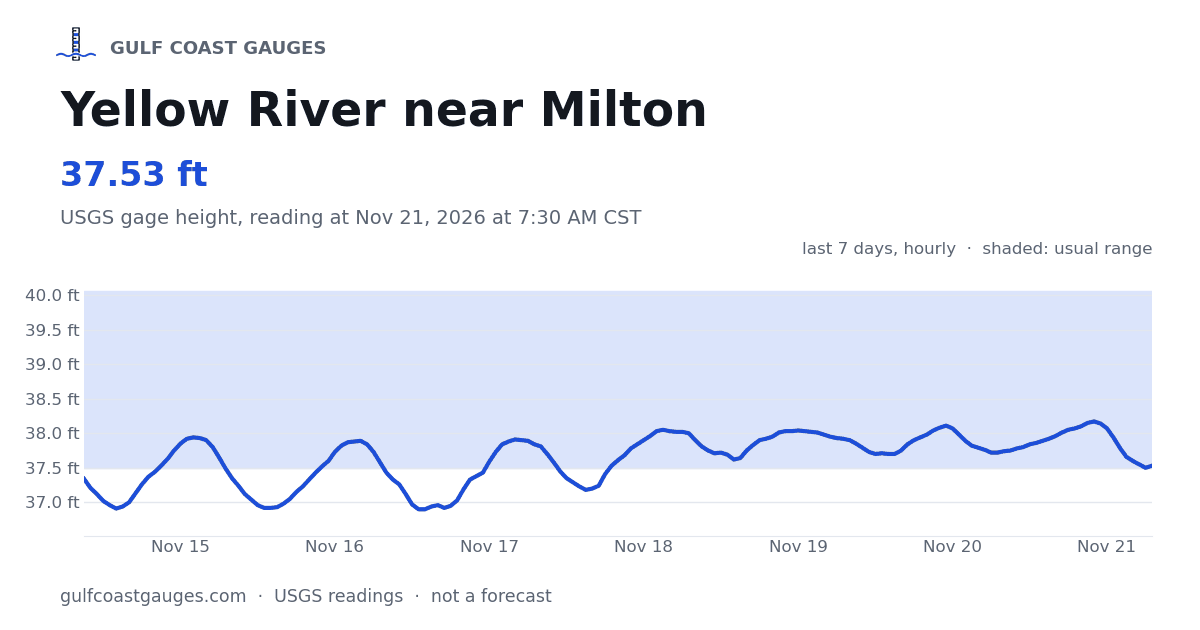 GULF COAST GAUGES
Yellow River near Milton
37.53 ft
USGS gage height, reading at Nov 21, 2026 at 7:30 AM CST
last 7 days, hourly · shaded: usual range
40.0 ft
39.5 ft
39.0 ft
38.5 ft
38.0 ft
37.5 ft
37.0 ft
Nov 15 Nov 16 Nov 17 Nov 18 Nov 19 Nov 20 Nov 21
gulfcoastgauges.com · USGS readings · not a forecast